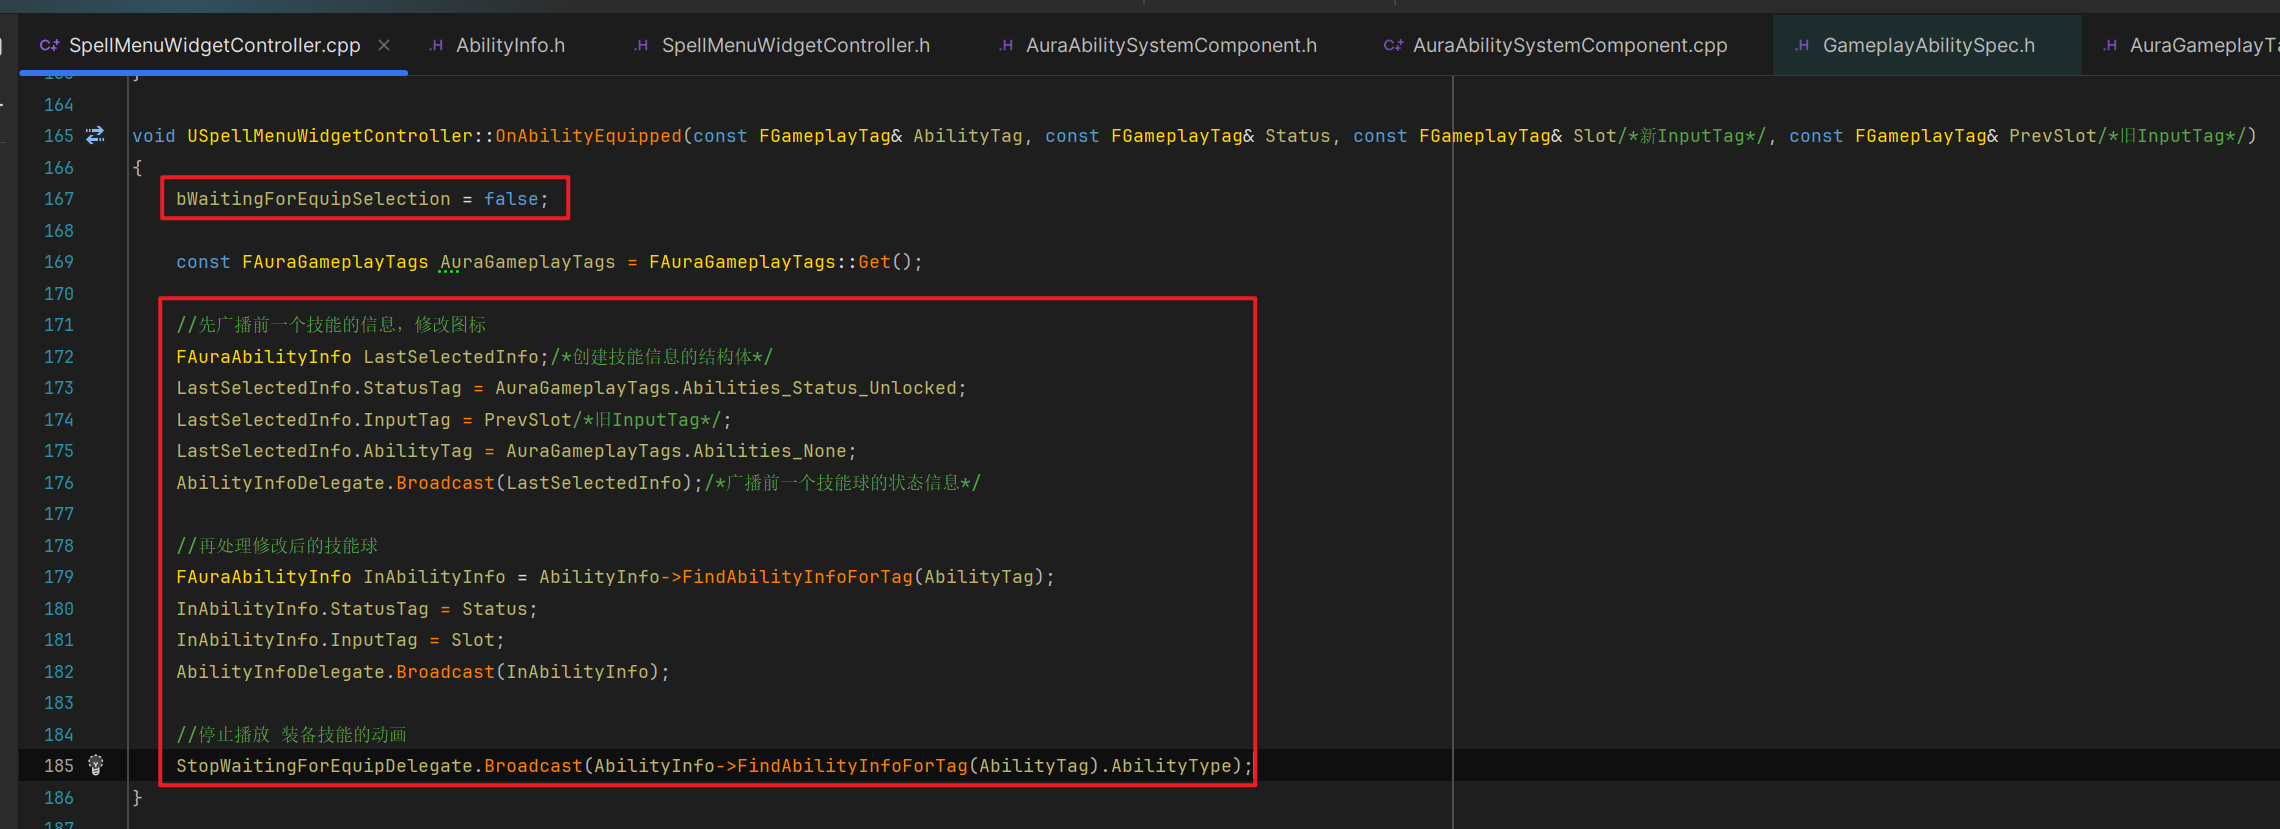 SpellMenuWidgetController.cpp AbilityInfo.h SpellMenuWidgetController.h AuraAbilitySystemComponent.h AuraAbilitySystemComponent.cpp GameplayAbilitySpec.h
164
165 void USpellMenuWidgetController::OnAbilityEquipped(const FGameplayTag& AbilityTag, const FGameplayTag& Status, const FGameplayTag& Slot/*新InputTag*/, const FGameplayTag& PrevSlot/*旧InputTag*/)
166 {
167 bWaitingForEquipSelection = false;
168
169 const FAuraGameplayTags AuraGameplayTags = FAuraGameplayTags::Get();
170
171 //先广播前一个技能的信息，修改图标
172 FAuraAbilityInfo LastSelectedInfo;/*创建技能信息的结构体*/
173 LastSelectedInfo.StatusTag = AuraGameplayTags.Abilities_Status_Unlocked;
174 LastSelectedInfo.InputTag = PrevSlot/*旧InputTag*/;
175 LastSelectedInfo.AbilityTag = AuraGameplayTags.Abilities_None;
176 AbilityInfoDelegate.Broadcast(LastSelectedInfo);/*广播前一个技能球的状态信息*/
177
178 //再处理修改后的技能球
179 FAuraAbilityInfo InAbilityInfo = AbilityInfo->FindAbilityInfoForTag(AbilityTag);
180 InAbilityInfo.StatusTag = Status;
181 InAbilityInfo.InputTag = Slot;
182 AbilityInfoDelegate.Broadcast(InAbilityInfo);
183
184 //停止播放 装备技能的动画
185 StopWaitingForEquipDelegate.Broadcast(AbilityInfo->FindAbilityInfoForTag(AbilityTag).AbilityType);
186 }
187